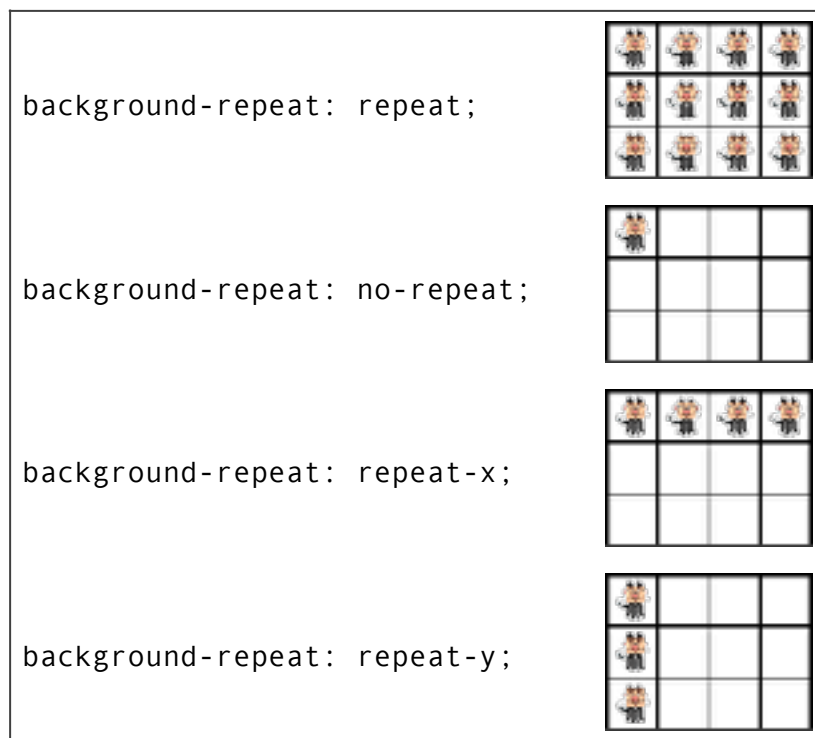 background-repeat: repeat;
background-repeat: no-repeat;
background-repeat: repeat-x;
background-repeat: repeat-y;